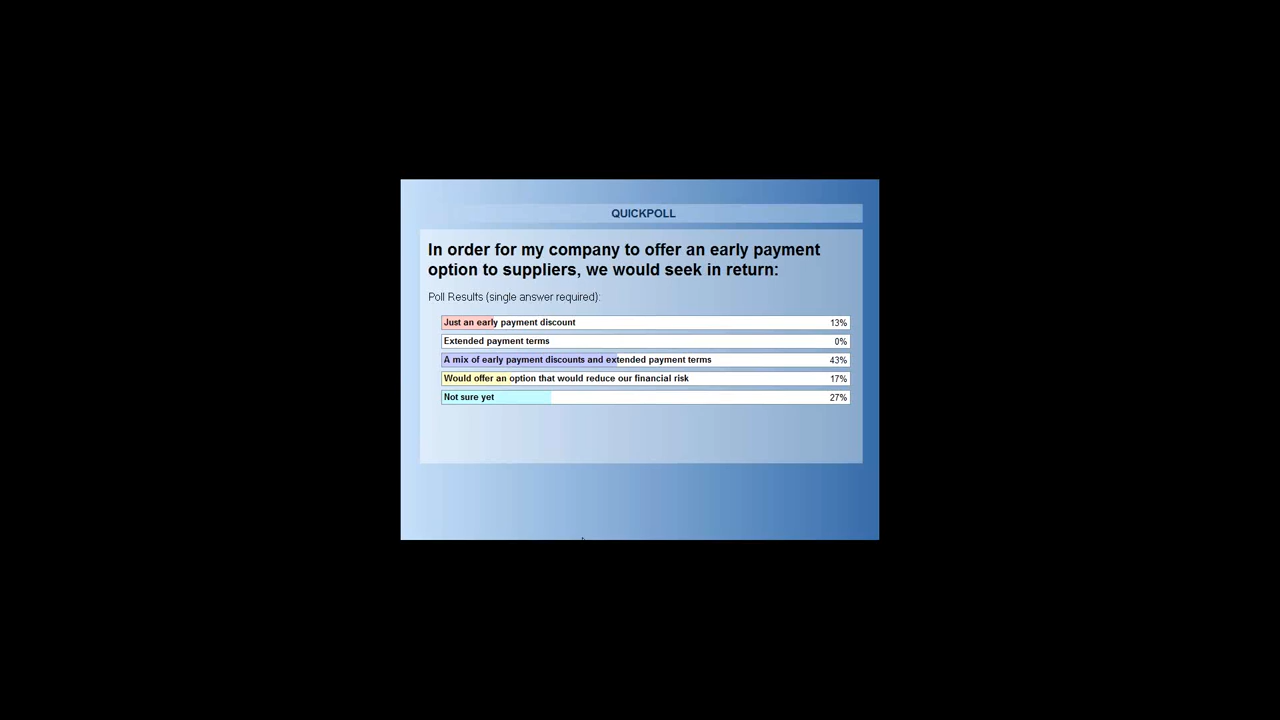 QUICKPOLL
In order for my company to offer an early payment
option to suppliers, we would seek in return:
Poll Results (single answer required):
Just an early payment discount 13%
Extended payment terms 0%
A mix of early payment discounts and extended payment terms 43%
Would offer an option that would reduce our financial risk 17%
Not sure yet 27%